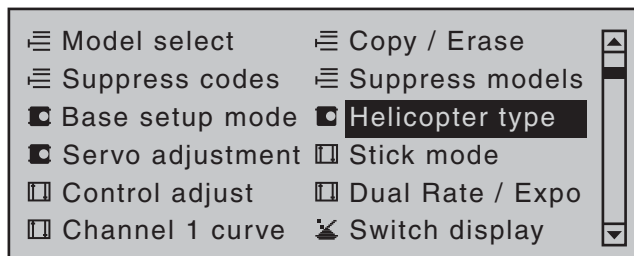 Model select Copy / Erase
Suppress codes Suppress models
Base setup mode Helicopter type
Servo adjustment Stick mode
Control adjust Dual Rate / Expo
Channel 1 curve Switch display